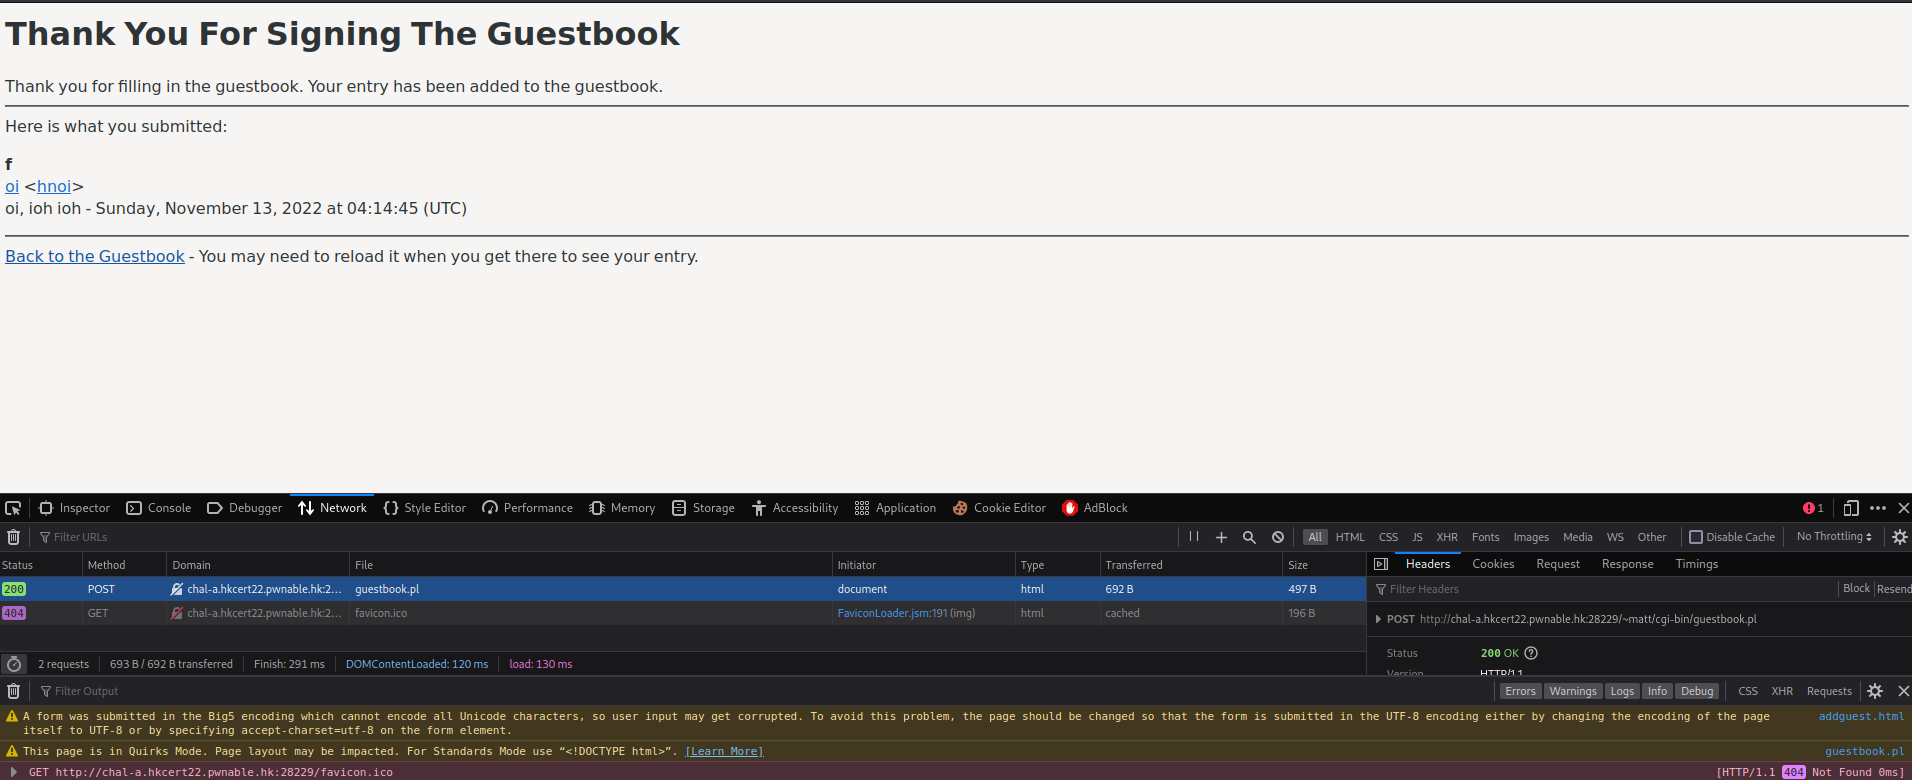 Thank You For Signing The Guestbook
Thank you for filling in the guestbook. Your entry has been added to the guestbook.
Here is what you submitted:
f
oi <hnoi>
oi, ioh ioh - Sunday, November 13, 2022 at 04:14:45 (UTC)
Back to the Guestbook - You may need to reload it when you get there to see your entry.
Inspector Console Debugger Network Style Editor Performance Memory Storage Accessibility Application Cookie Editor AdBlock 1
Filter URLs All HTML CSS JS XHR Fonts Images Media WS Other Disable Cache No Throttling
Status Method Domain File Initiator Type Transferred Size Headers Cookies Request Response Timings
200 POST chal-a.hkcert22.pwnable.hk:2... guestbook.pl document html 692 B 497 B Filter Headers Block Resend
404 GET chal-a.hkcert22.pwnable.hk:2... favicon.ico FaviconLoader.jsm:191 (img) html cached 196 B POST http://chal-a.hkcert22.pwnable.hk:28229/~matt/cgi-bin/guestbook.pl
Status 200 OK
2 requests 693 B / 692 B transferred Finish: 291 ms DOMContentLoaded: 120 ms load: 130 ms Version HTTP/1.1
Filter Output Errors Warnings Logs Info Debug CSS XHR Requests
A form was submitted in the Big5 encoding which cannot encode all Unicode characters, so user input may get corrupted. To avoid this problem, the page should be changed so that the form is submitted in the UTF-8 encoding either by changing the encoding of the page addguest.html
itself to UTF-8 or by specifying accept-charset=utf-8 on the form element.
This page is in Quirks Mode. Page layout may be impacted. For Standards Mode use “<!DOCTYPE html>”. [Learn More] guestbook.pl
GET http://chal-a.hkcert22.pwnable.hk:28229/favicon.ico [HTTP/1.1 404 Not Found 0ms]